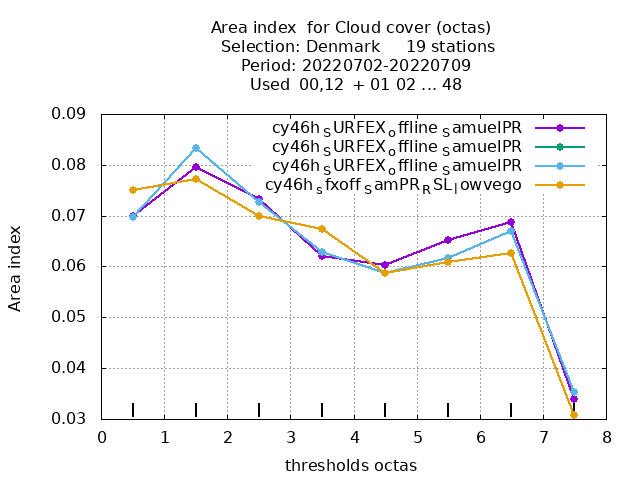 Area index  for Cloud cover (octas)
Selection: Denmark     19 stations
Period: 20220702-20220709
Used  00,12  + 01 02 ... 48
0.09
0.08
0.07
0.06
0.05
0.04
0.03
Area index
cy46h_SURFEX_offline_SamuelPR
cy46h_SURFEX_offline_SamuelPR
cy46h_SURFEX_offline_SamuelPR
cy46h_sfxoff_SamPR_RSL_lowvego
0 1 2 3 4 5 6 7 8
thresholds octas